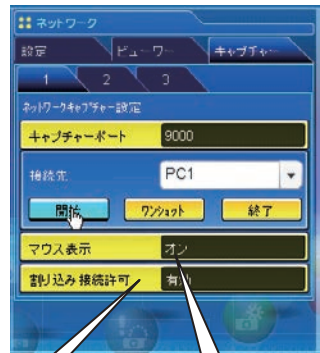 ネットワーク
設定 ビューワー キャプチャー
1 2 3
ネットワークキャプチャー設定
キャプチャーポート 9000
接続先 PC1
開始 ワンショット 終了
マウス表示 オン
割り込み接続許可 有効